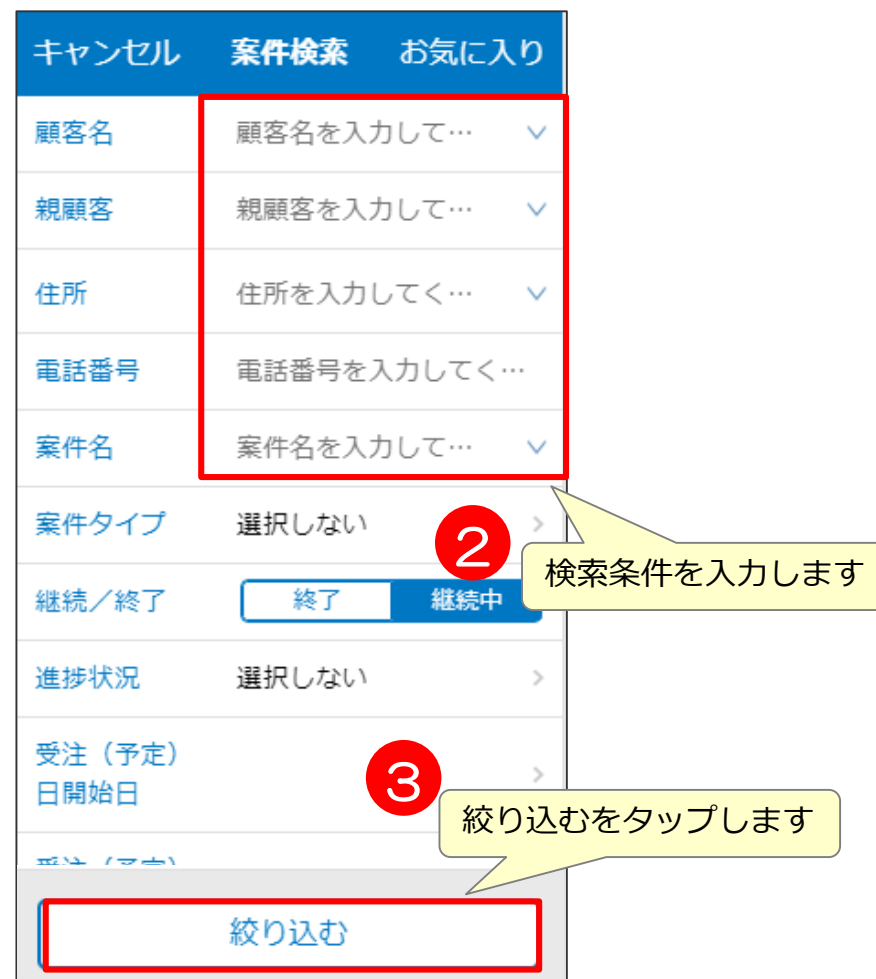 キャンセル 案件検索 お気に入り
顧客名 顧客名を入力して…
親顧客 親顧客を入力して…
住所 住所を入力してく…
電話番号 電話番号を入力してく…
案件名 案件名を入力して…
案件タイプ 選択しない
2
検索条件を入力します
継続／終了 終了 継続中
進捗状況 選択しない
受注（予定）
日開始日
3
絞り込むをタップします
受注（予定）
絞り込む